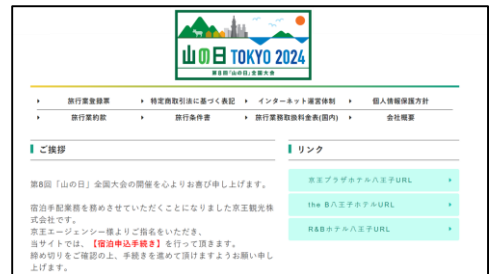 山の日 TOKYO 2024
第8回「山の日」全国大会
旅行業登録票
特定商取引法に基づく表記
インターネット運営体制
個人情報保護方針
旅行業約款
旅行条件書
旅行業務取扱料金表(国内)
会社概要
ご挨拶
第8回「山の日」全国大会の開催を心よりお喜び申し上げます。
宿泊手配業務を務めさせていただくことになりました京王観光株
式会社です。
京王エージェンシー様よりご指名をいただき、
当サイトでは、【宿泊申込手続き】を行って頂きます。
締め切りをご確認の上、手続きを進めて頂けますようお願い申し
上げます。
リンク
京王プラザホテル八王子URL
the B八王子ホテルURL
R&Bホテル八王子URL